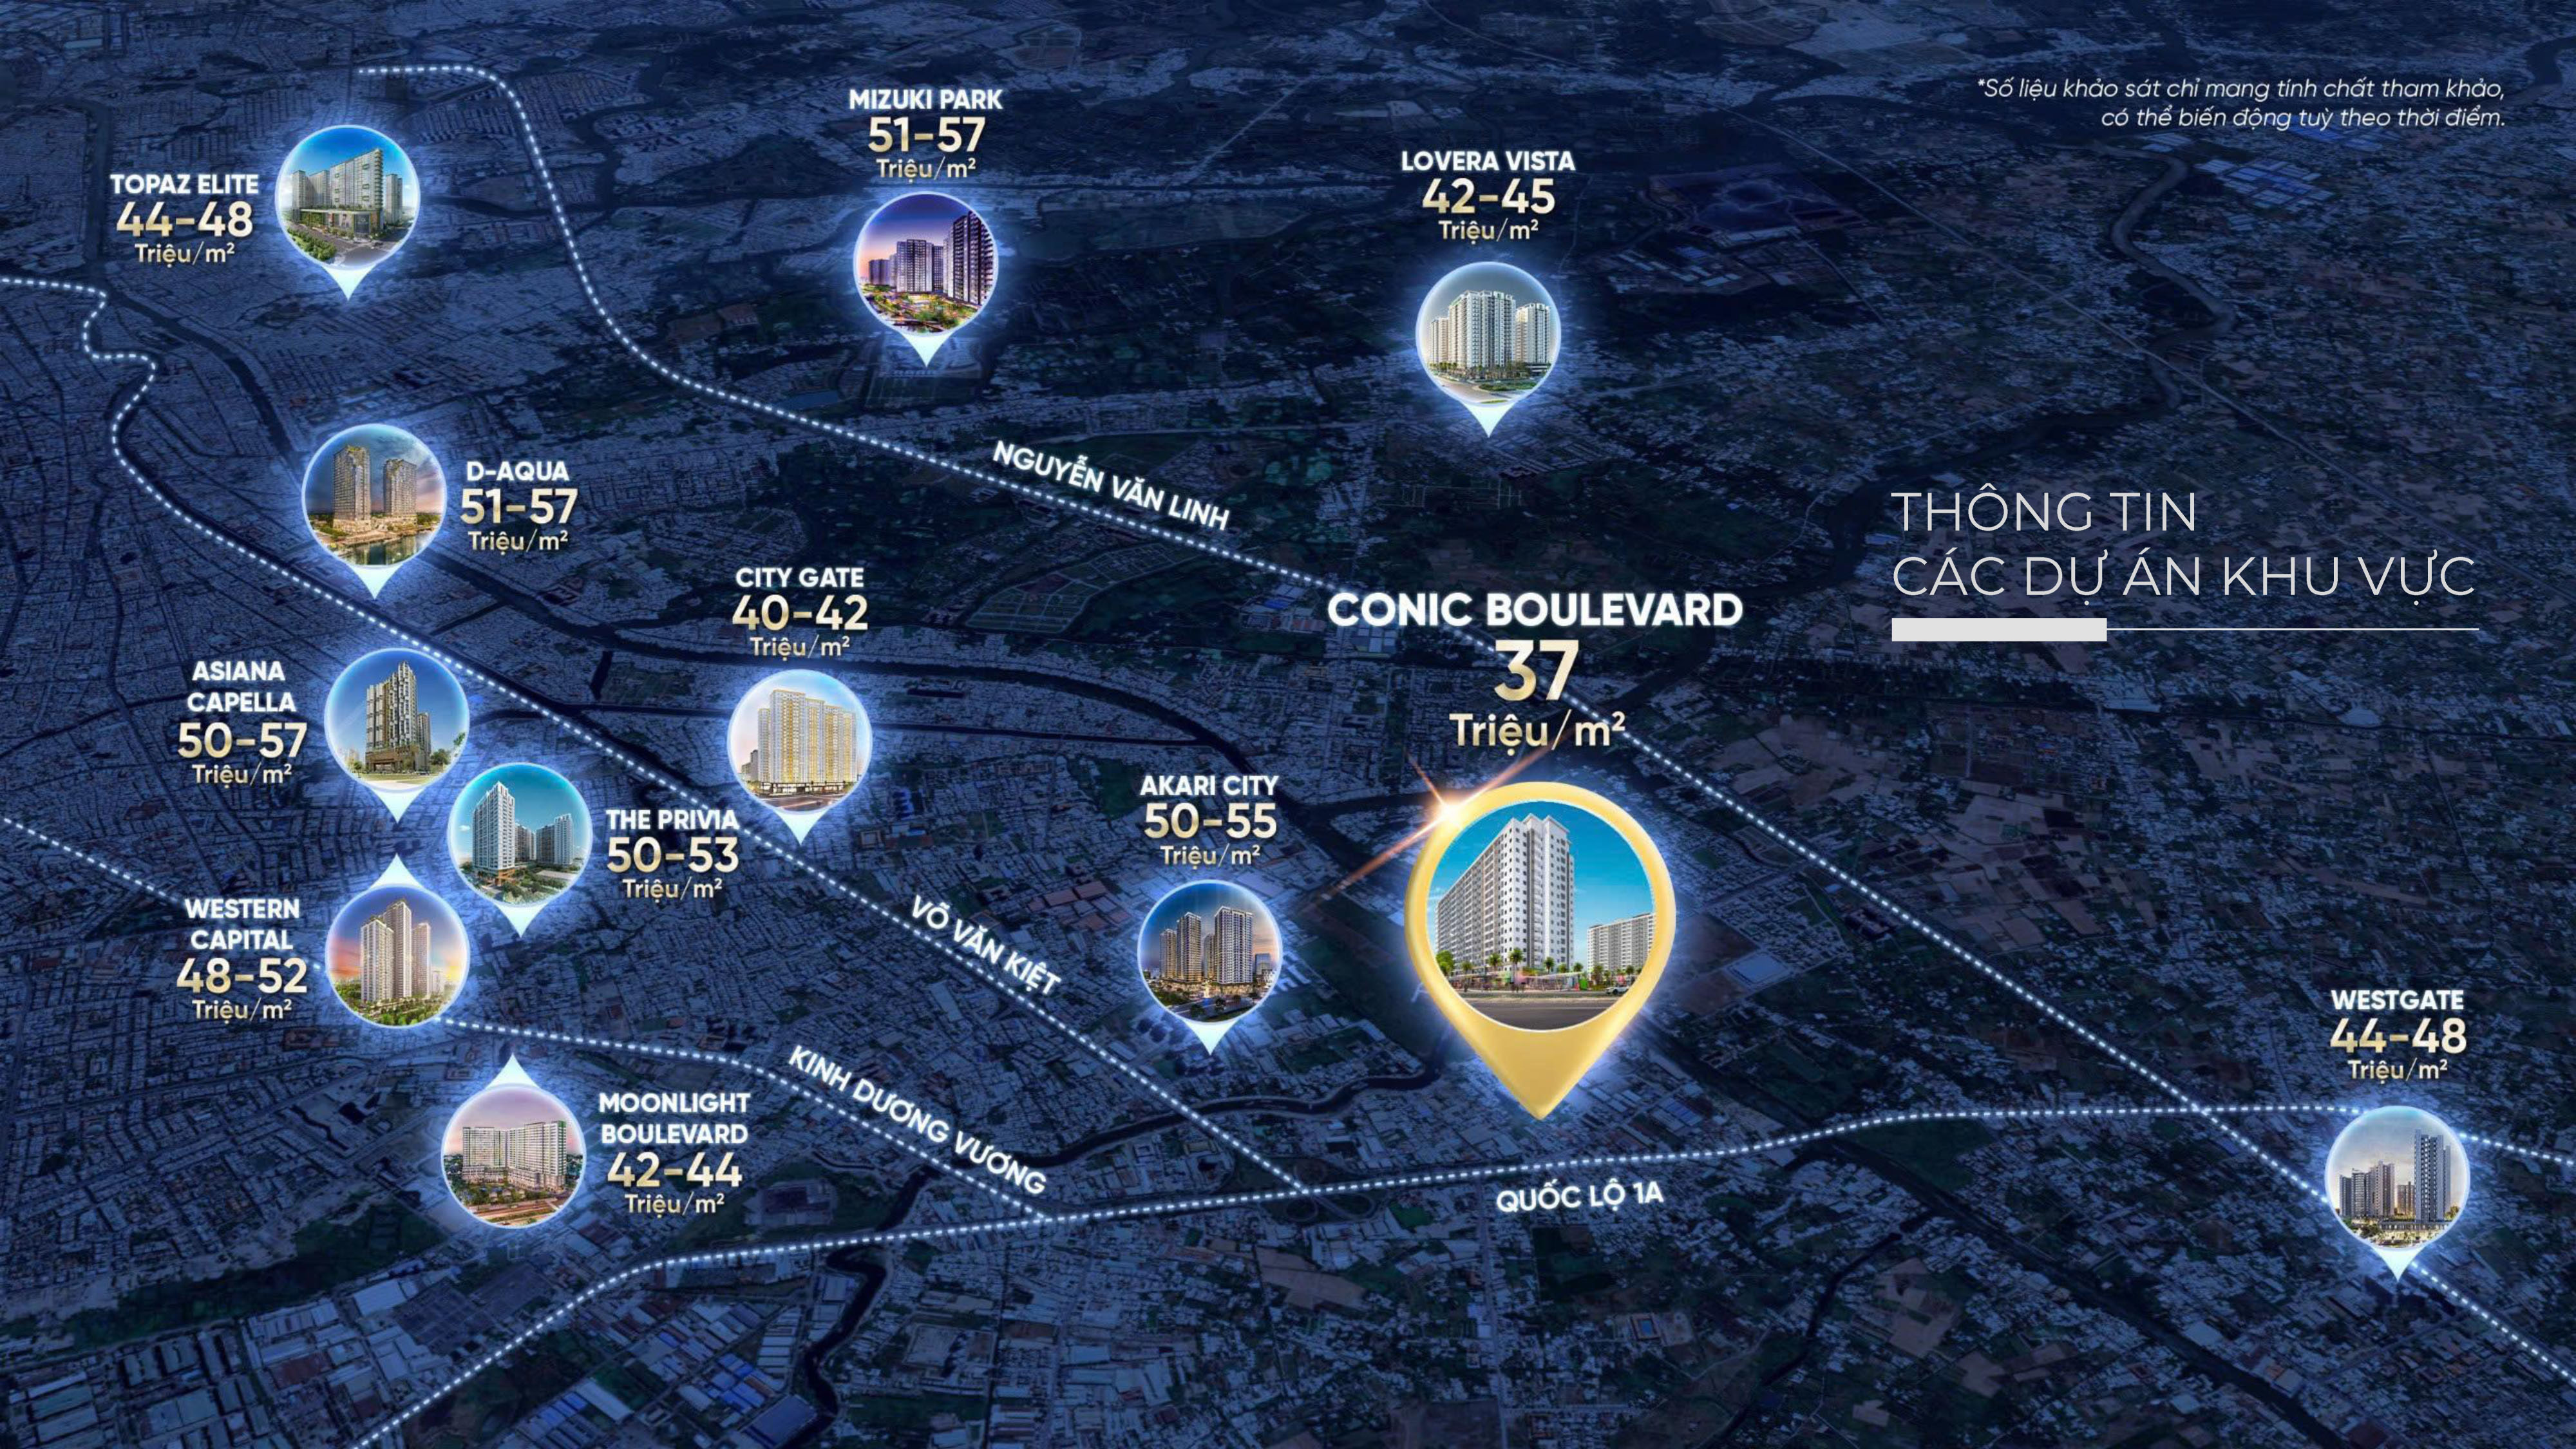 *Số liệu khảo sát chỉ mang tính chất tham khảo,
có thể biến động tuỳ theo thời điểm.
MIZUKI PARK
51-57
Triệu/m²
LOVERA VISTA
42-45
Triệu/m²
TOPAZ ELITE
44-48
Triệu/m²
NGUYỄN VĂN LINH
D-AQUA
51-57
Triệu/m²
THÔNG TIN
CÁC DỰ ÁN KHU VỰC
CITY GATE
40-42
Triệu/m²
CONIC BOULEVARD
37
Triệu/m²
ASIANA
CAPELLA
50-57
Triệu/m²
THE PRIVIA
50-53
Triệu/m²
AKARI CITY
50-55
Triệu/m²
WESTERN
CAPITAL
48-52
Triệu/m²
VÕ VĂN KIỆT
WESTGATE
44-48
Triệu/m²
KINH DƯƠNG VƯƠNG
MOONLIGHT
BOULEVARD
42-44
Triệu/m²
QUỐC LỘ 1A